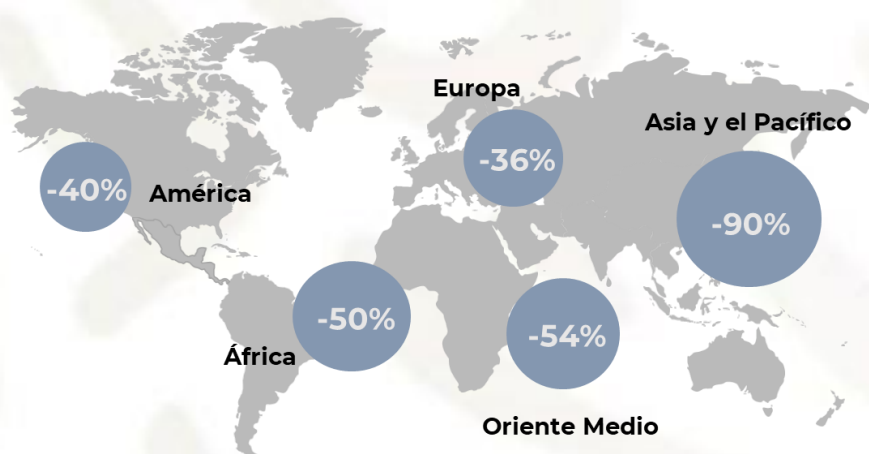 Europa
-36%
Asia y el Pacífico
-90%
-40%
América
-50%
África
-54%
Oriente Medio